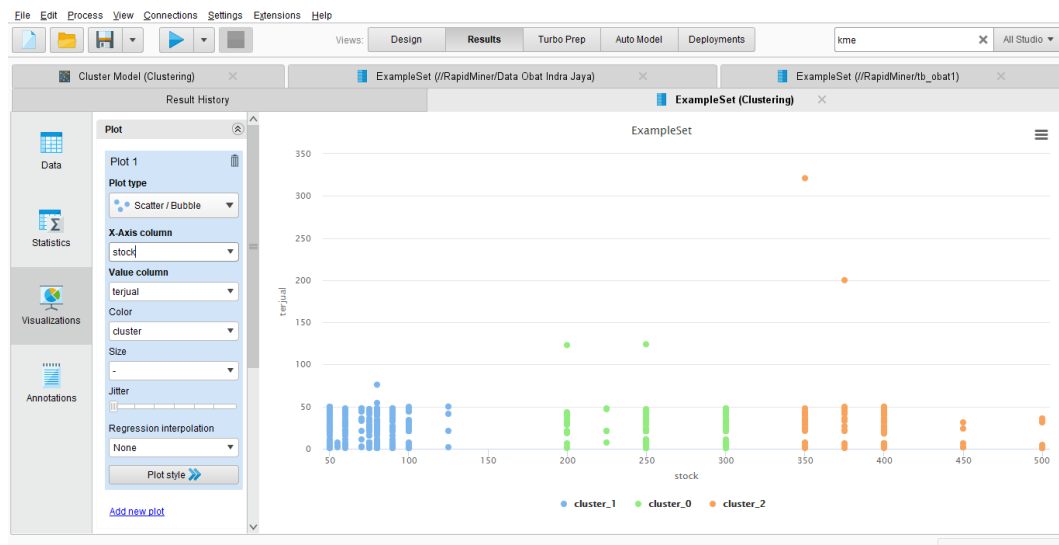 File Edit Process View Connections Settings Extensions Help
Views: Design Results Turbo Prep Auto Model Deployments kme All Studio
Cluster Model (Clustering) ExampleSet (//RapidMiner/Data Obat Indra Jaya) ExampleSet (//RapidMiner/tb_obat1)
Result History ExampleSet (Clustering)
Data
Statistics
Visualizations
Annotations
Plot
Plot 1
Plot type
Scatter / Bubble
X-Axis column
stock
Value column
terjual
Color
cluster
Size
-
Jitter
Regression interpolation
None
Plot style
Add new plot
ExampleSet
350
300
250
200
150
100
50
0
terjual
50 100 150 200 250 300 350 400 450 500
stock
cluster_1 cluster_0 cluster_2